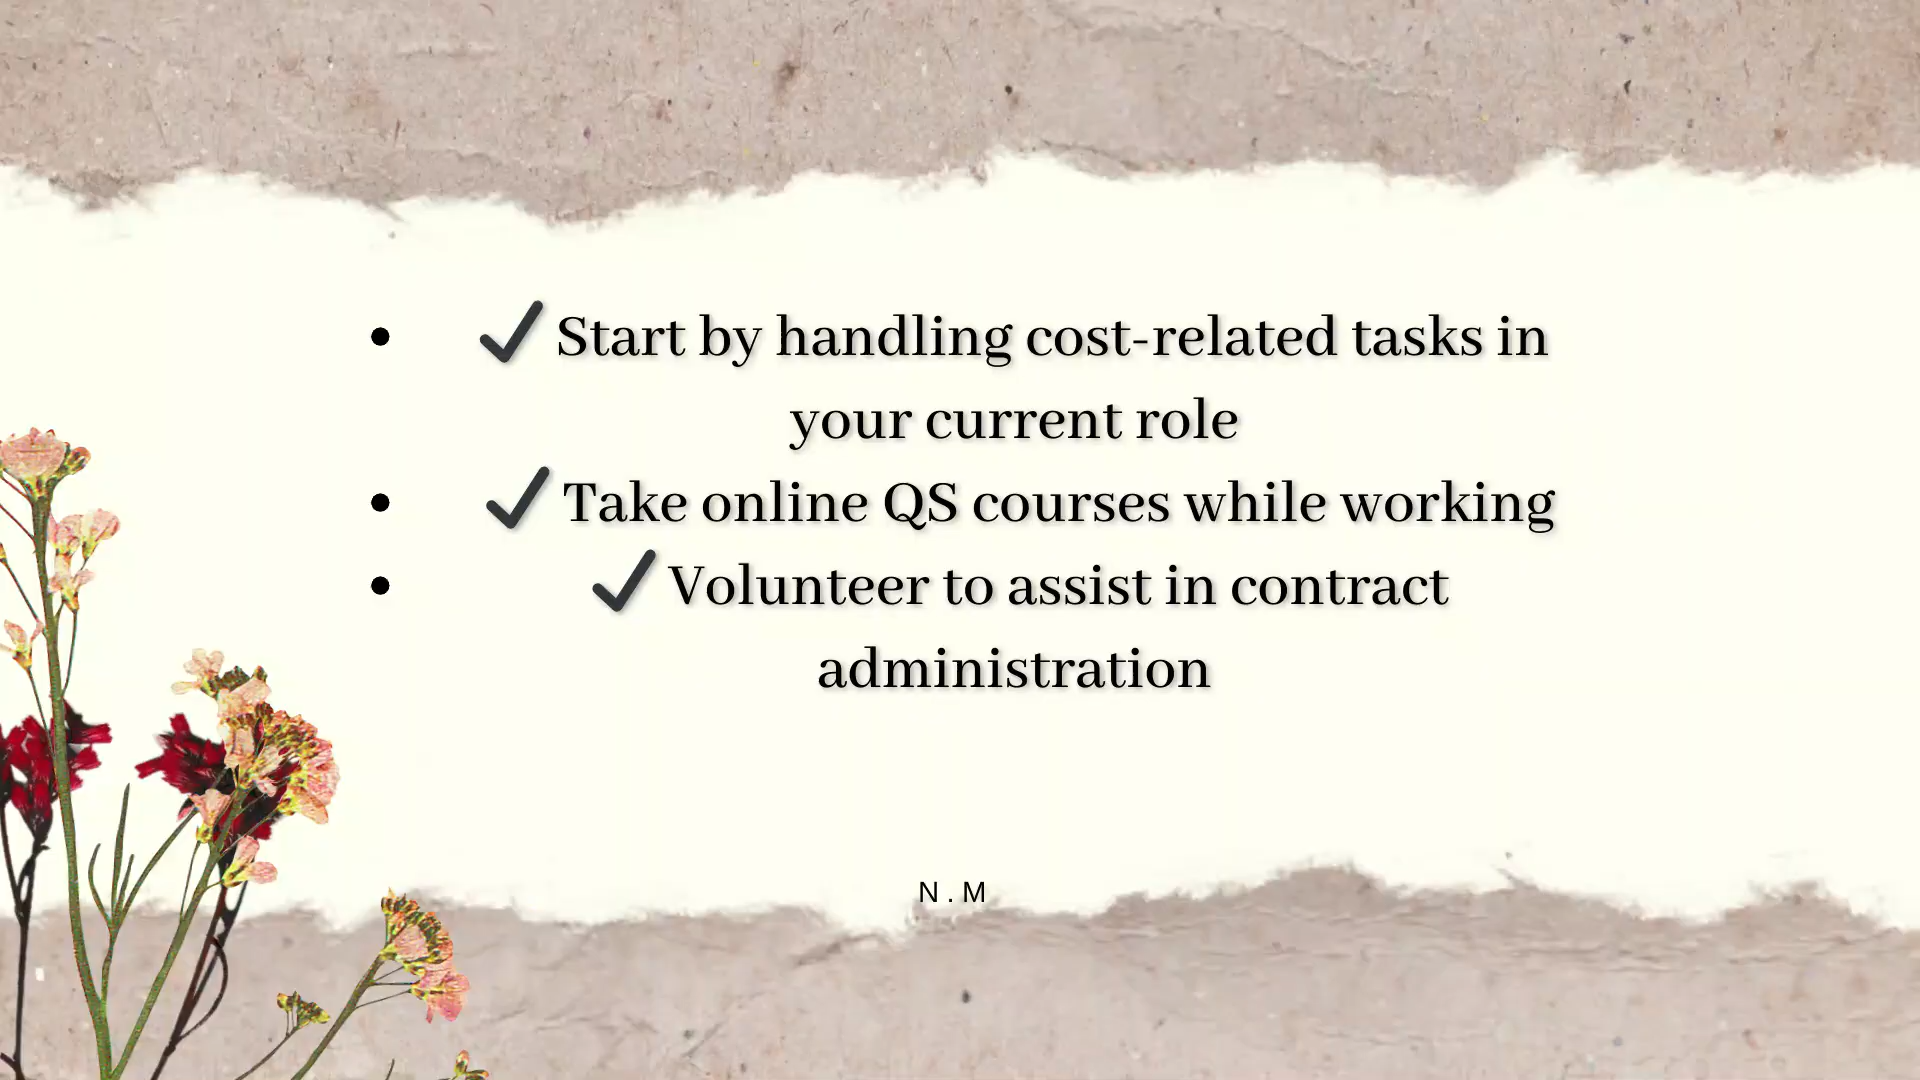 • ✔ Start by handling cost-related tasks in
your current role
• ✔ Take online QS courses while working
• ✔ Volunteer to assist in contract
administration
N.M